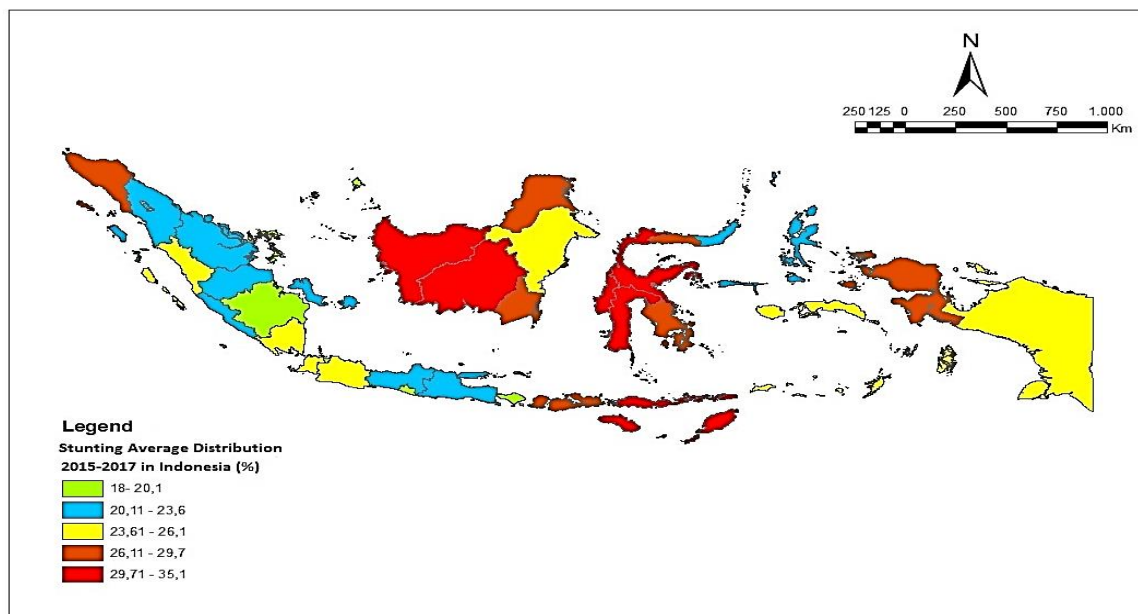 N
250 125 0 250 500 750 1.000
Km
Legend
Stunting Average Distribution
2015-2017 in Indonesia (%)
18- 20,1
20,11 - 23,6
23,61 - 26,1
26,11 - 29,7
29,71 - 35,1